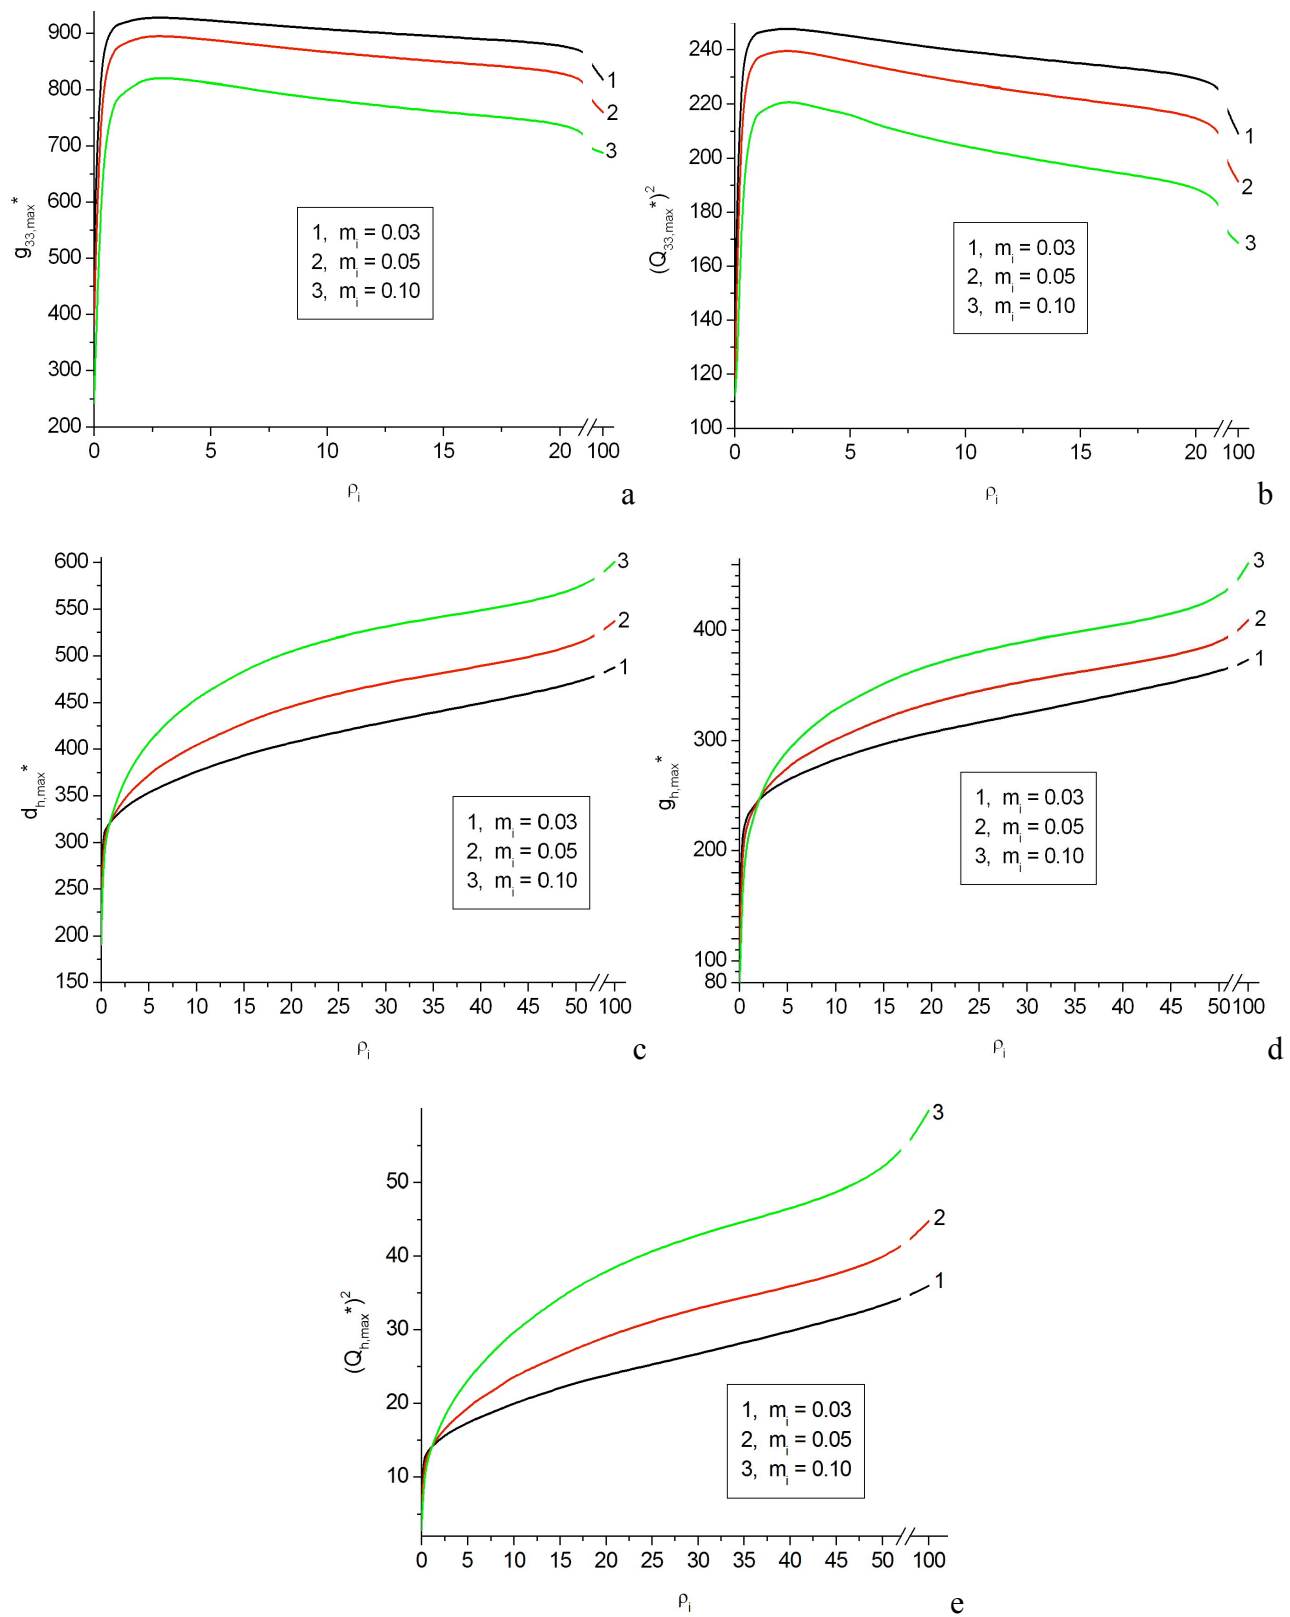 900
800
700
600
500
400
300
200
g33,max*
1
2
3
1, mi = 0.03
2, mi = 0.05
3, mi = 0.10
0 5 10 15 20 100
ρi
a
240
220
200
180
160
140
120
100
(Q33,max*)2
1
2
3
1, mi = 0.03
2, mi = 0.05
3, mi = 0.10
0 5 10 15 20 100
ρi
b
600
550
500
450
400
350
300
250
200
150
dh,max*
3
2
1
1, mi = 0.03
2, mi = 0.05
3, mi = 0.10
0 5 10 15 20 25 30 35 40 45 50 100
ρi
c
400
300
200
100
80
gh,max*
3
2
1
1, mi = 0.03
2, mi = 0.05
3, mi = 0.10
0 5 10 15 20 25 30 35 40 45 50 100
ρi
d
50
40
30
20
10
(Qh,max*)2
3
2
1
1, mi = 0.03
2, mi = 0.05
3, mi = 0.10
0 5 10 15 20 25 30 35 40 45 50 100
ρi
e